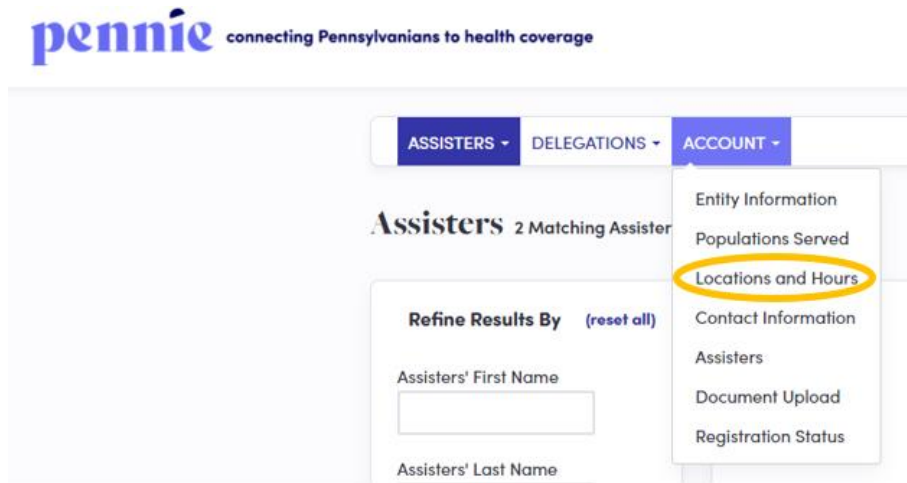 pennie connecting Pennsylvanians to health coverage
ASSISTERS DELEGATIONS ACCOUNT
Entity Information
Populations Served
Locations and Hours
Contact Information
Assisters
Document Upload
Registration Status
Assisters 2 Matching Assister
Refine Results By (reset all)
Assisters' First Name
Assisters' Last Name